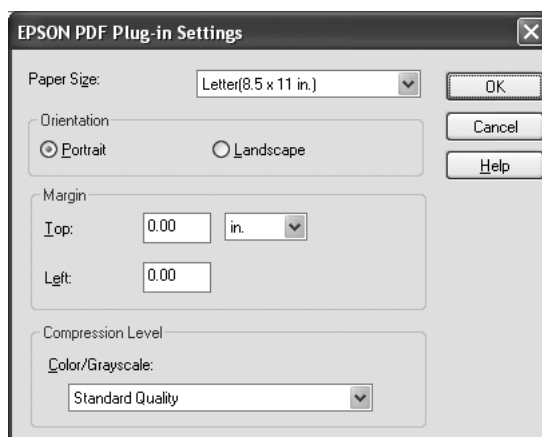 EPSON PDF Plug-in Settings
Paper Size: Letter(8.5 x 11 in.) OK
Orientation Cancel
Portrait Landscape
Help
Margin
Top: 0.00 in.
Left: 0.00
Compression Level
Color/Grayscale:
Standard Quality